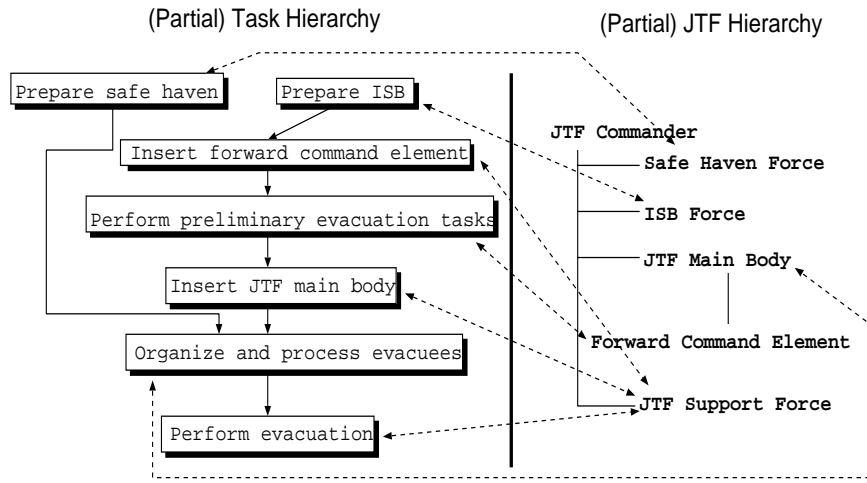 (Partial) Task Hierarchy
Prepare safe haven
Prepare ISB
Insert forward command element
Perform preliminary evacuation tasks
Insert JTF main body
Organize and process evacuees
Perform evacuation
(Partial) JTF Hierarchy
JTF Commander
Safe Haven Force
ISB Force
JTF Main Body
Forward Command Element
JTF Support Force